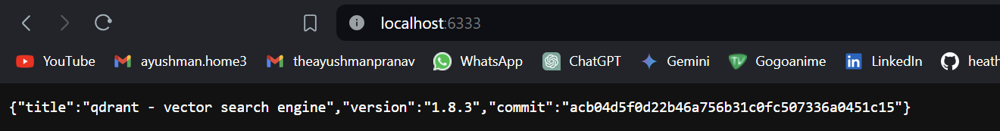 localhost:6333
YouTube ayushman.home3 theayushmanpranav WhatsApp ChatGPT Gemini Gogoanime LinkedIn heath
{"title":"qdrant - vector search engine","version":"1.8.3","commit":"acb04d5f0d22b46a756b31c0fc507336a0451c15"}